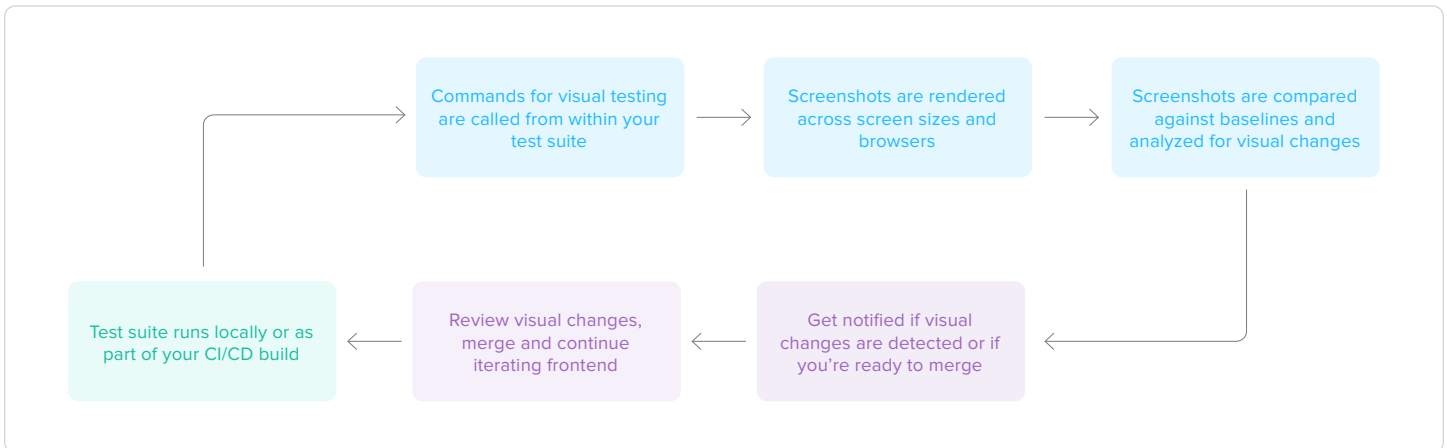 Commands for visual testing
are called from within your
test suite
Screenshots are rendered
across screen sizes and
browsers
Screenshots are compared
against baselines and
analyzed for visual changes
Test suite runs locally or as
part of your CI/CD build
Review visual changes,
merge and continue
iterating frontend
Get notified if visual
changes are detected or if
you’re ready to merge